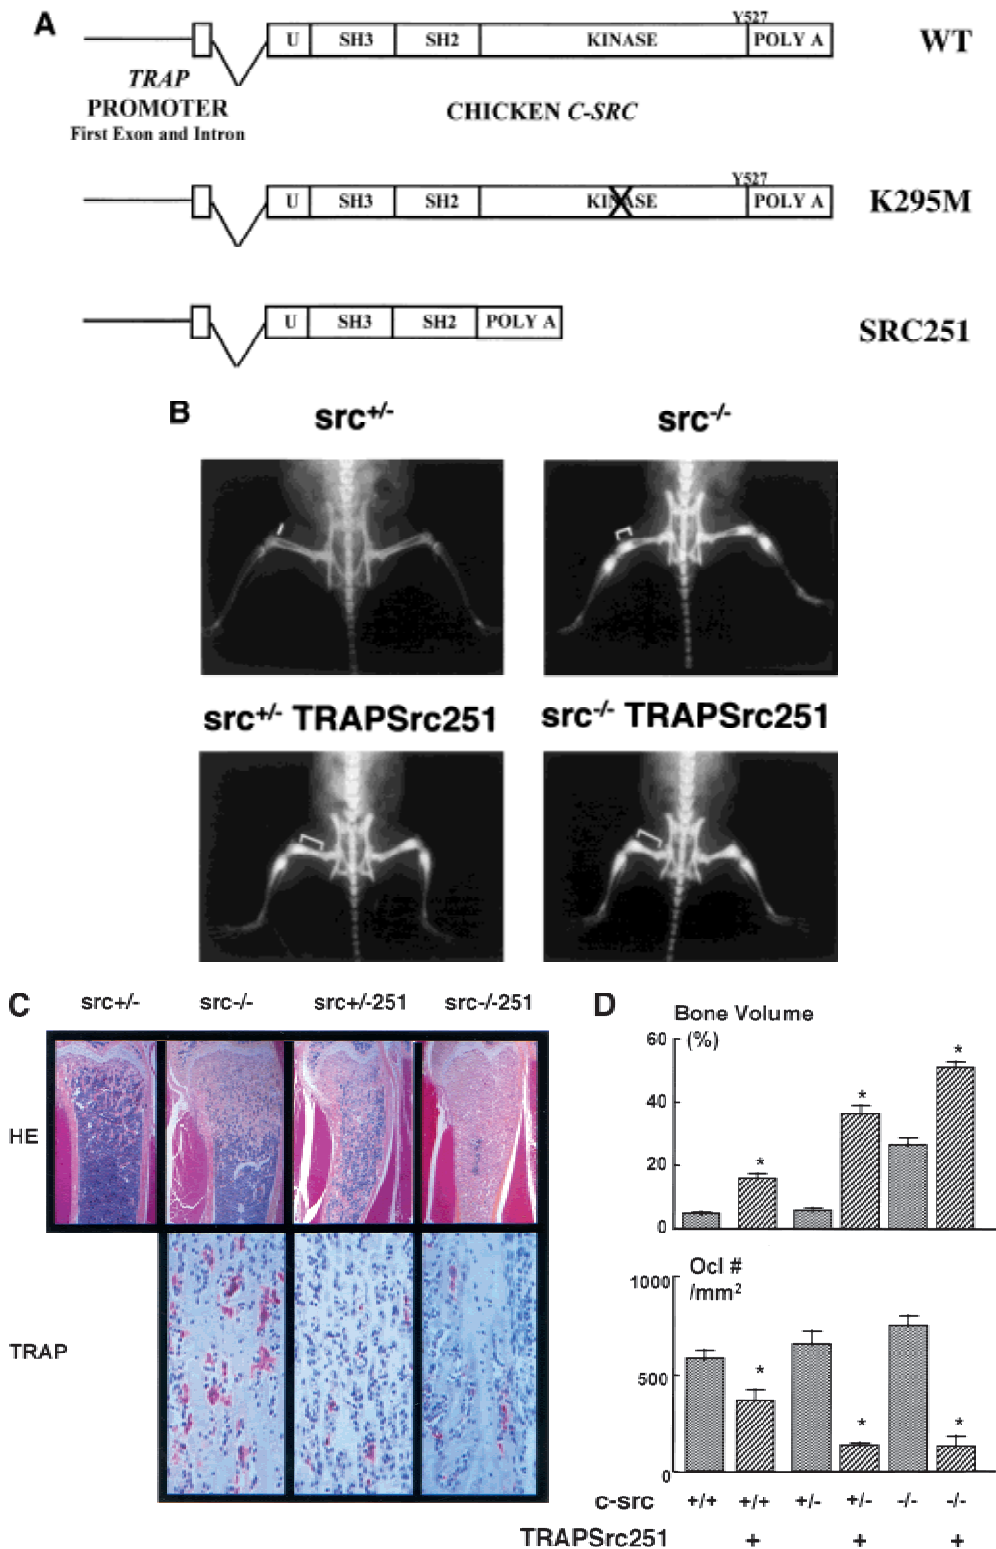 A
Y527
U SH3 SH2 KINASE POLY A WT
TRAP
PROMOTER
First Exon and Intron
CHICKEN C-SRC
Y527
U SH3 SH2 KINASE POLY A K295M
U SH3 SH2 POLY A SRC251
B
src+/- src-/-
src+/- TRAPSrc251 src-/- TRAPSrc251
C src+/- src-/- src+/-251 src-/-251
HE
TRAP
D
Bone Volume
(%)
60
40
20
0
* * *
Ocl #
/mm2
1000
500
0
* * *
c-src +/+ +/+ +/- +/- -/- -/-
TRAPSrc251 + + +